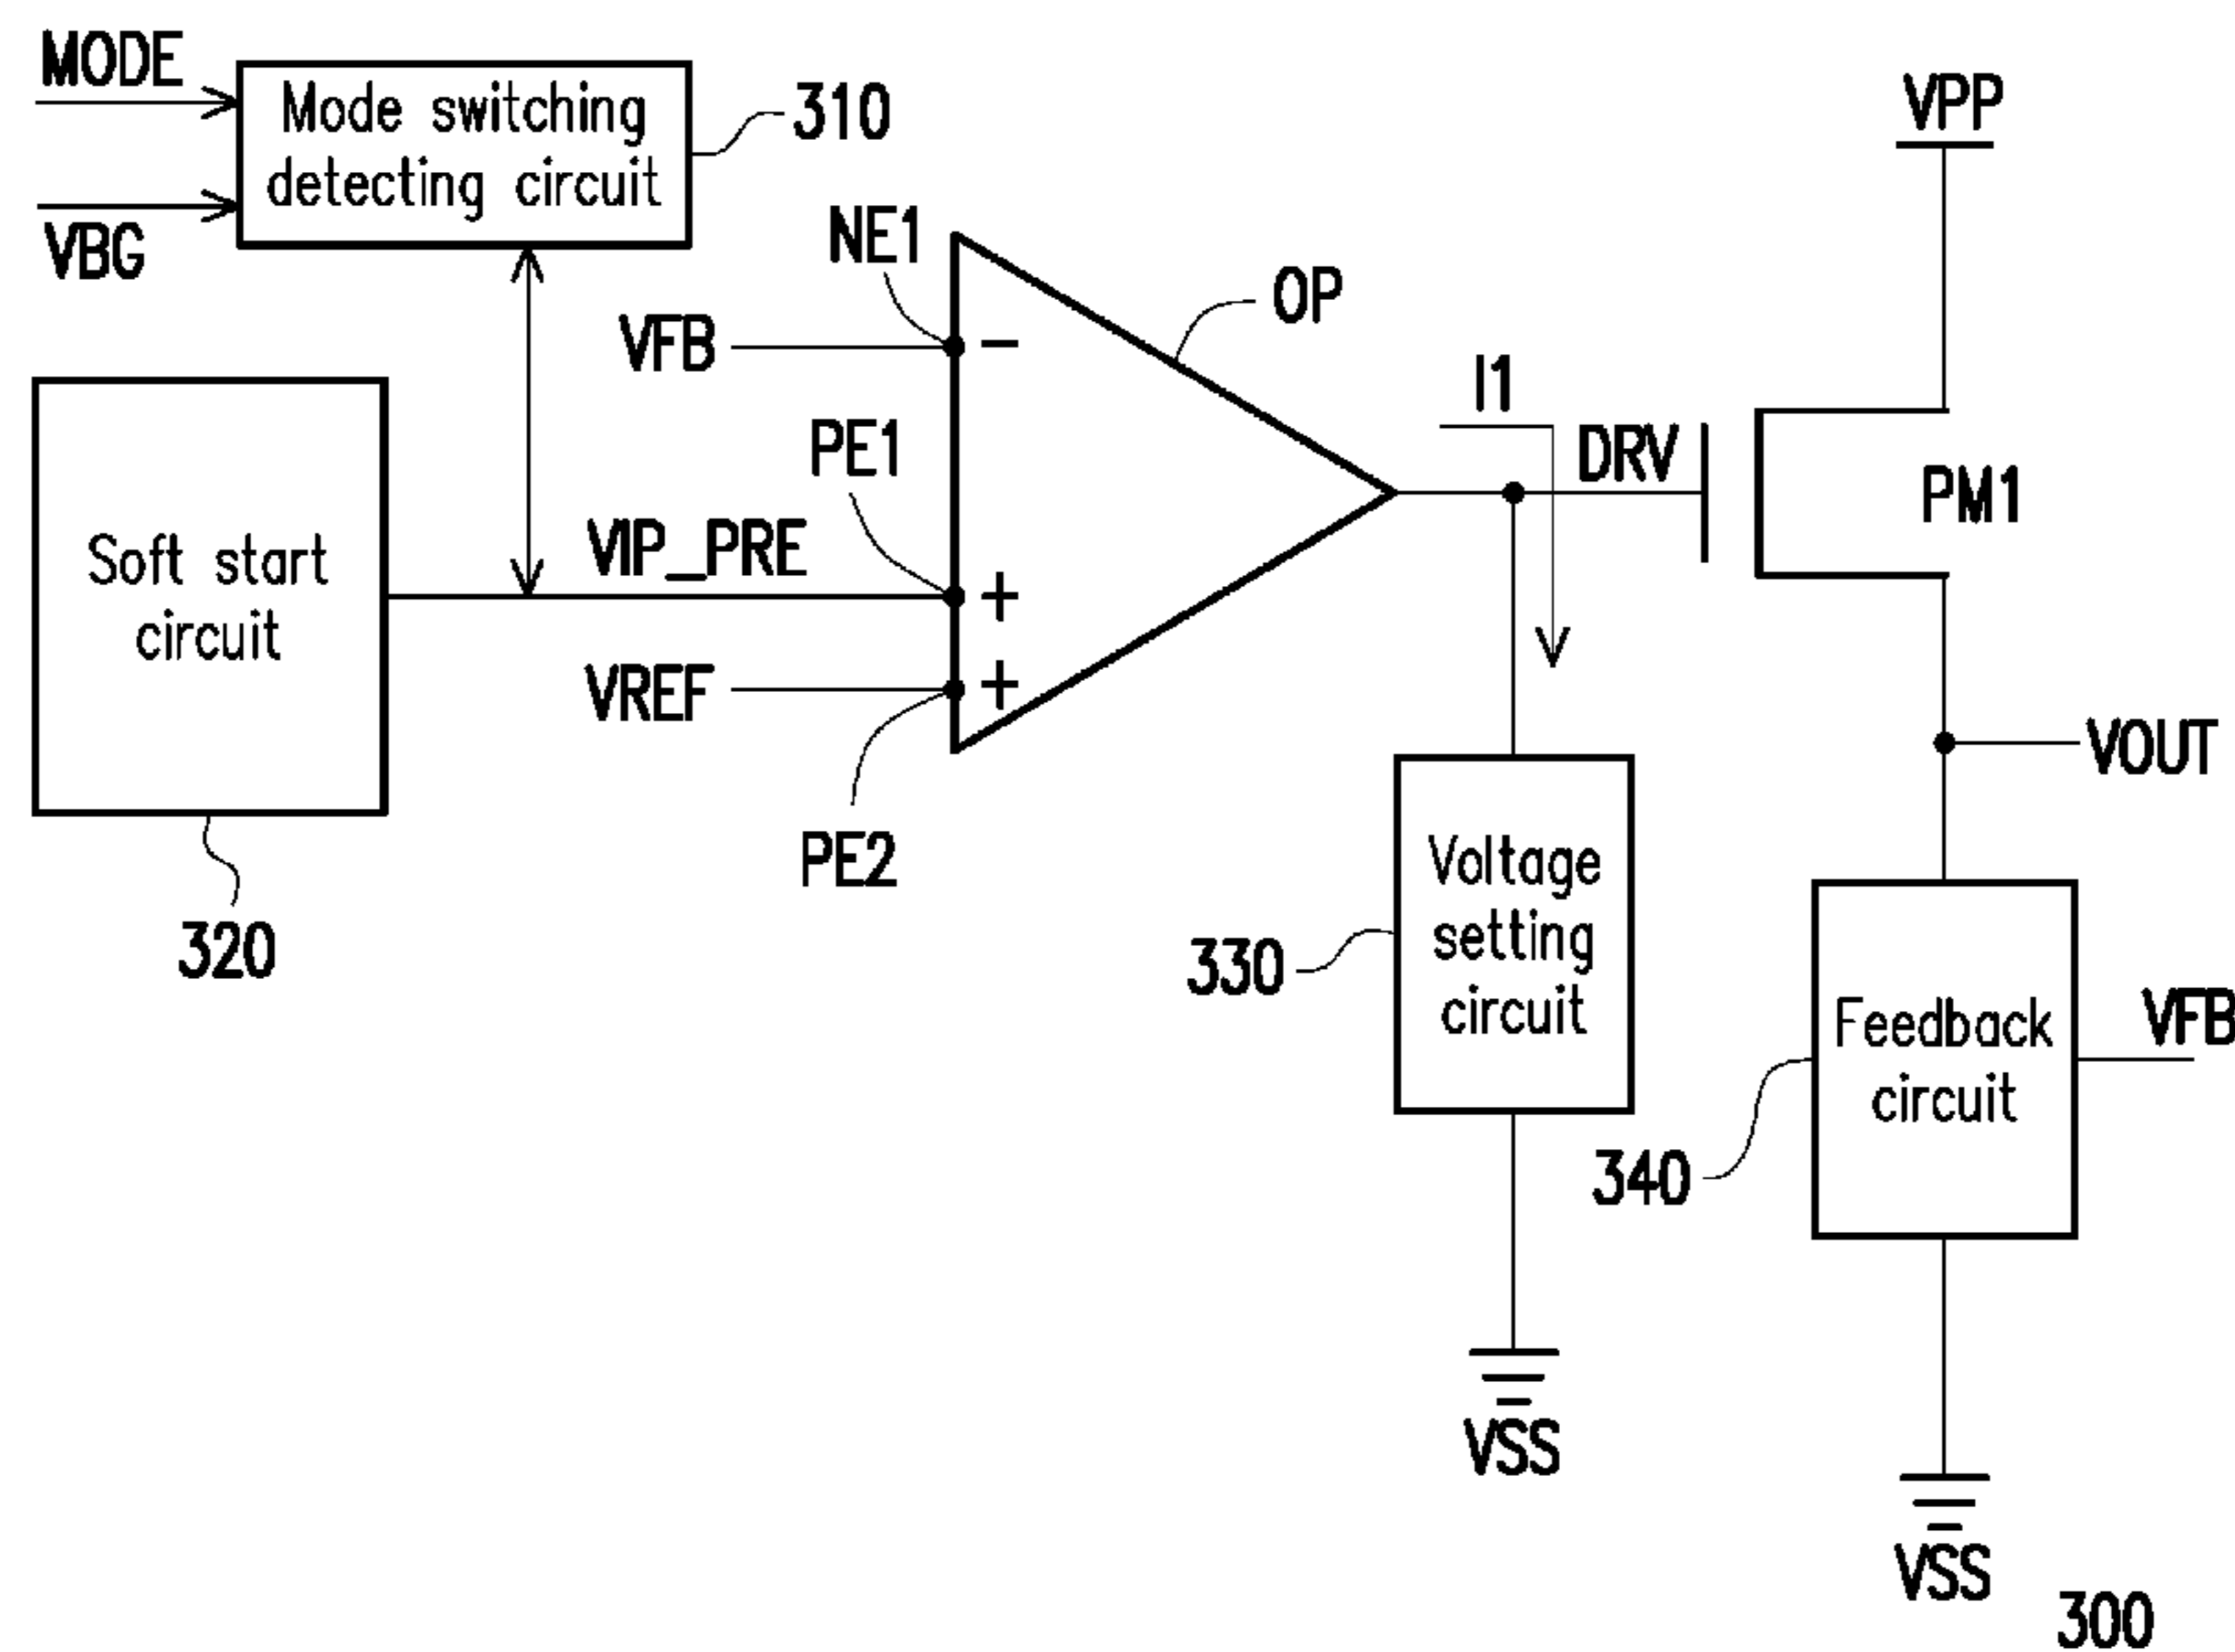 MODE
Mode switching
detecting circuit
310
VBG
VPP
NE1
OP
VFB
I1
PE1
DRV
PM1
Soft start
circuit
VIP_PRE
VREF
VOUT
PE2
Voltage
setting
circuit
320
330
Feedback
circuit
VFB
340
VSS
VSS
300
-
+
+